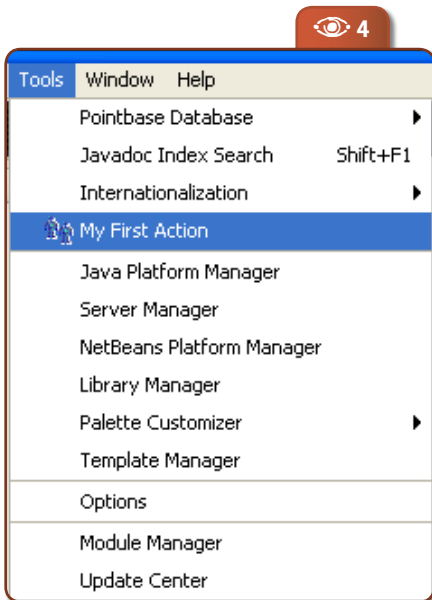 4
Tools Window Help
Pointbase Database
Javadoc Index Search Shift+F1
Internationalization
My First Action
Java Platform Manager
Server Manager
NetBeans Platform Manager
Library Manager
Palette Customizer
Template Manager
Options
Module Manager
Update Center